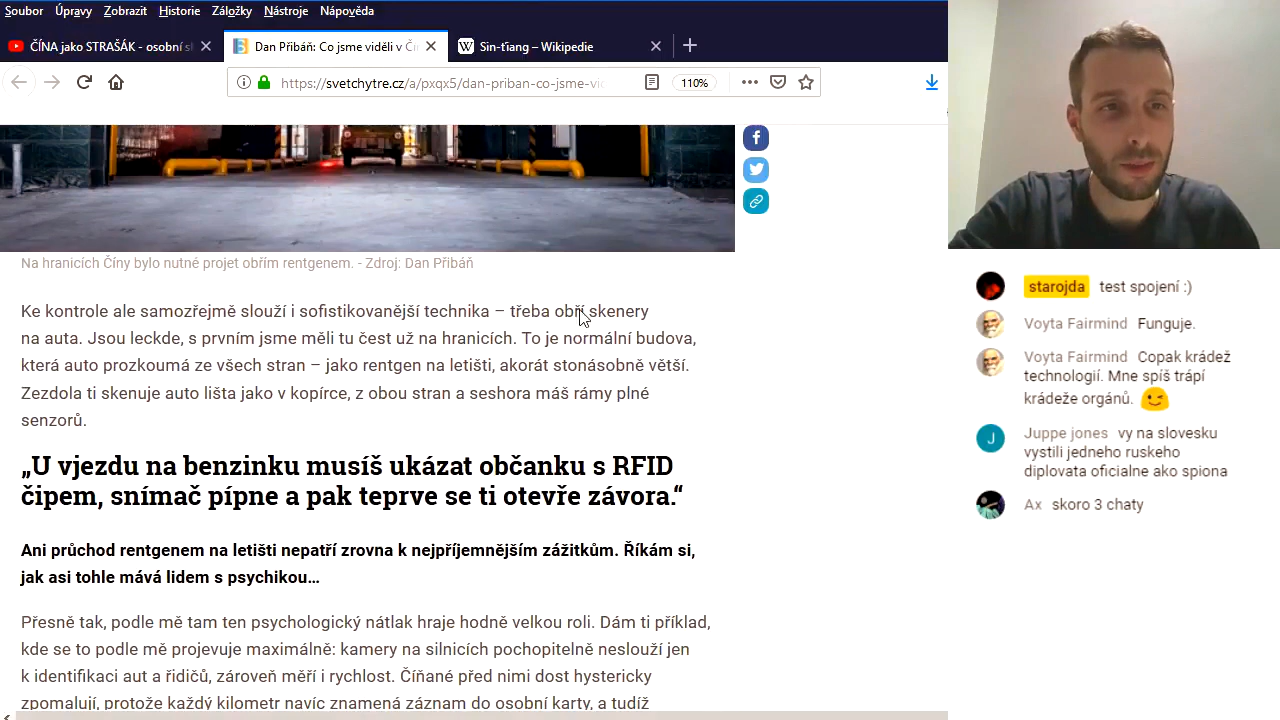 Soubor Úpravy Zobrazit Historie Záložky Nástroje Nápověda
ČÍNA jako STRAŠÁK - osobní
Dan Přibáň: Co jsme viděli v Čín
Sin-ťiang – Wikipedie
https://svetchytre.cz/a/pxqx5/dan-priban-co-jsme-vid
110%
Na hranicích Číny bylo nutné projet obřím rentgenem. - Zdroj: Dan Přibáň
Ke kontrole ale samozřejmě slouží i sofistikovanější technika – třeba obří skenery
na auta. Jsou leckde, s prvním jsme měli tu čest už na hranicích. To je normální budova,
která auto prozkoumá ze všech stran – jako rentgen na letišti, akorát stonásobně větší.
Zezdola ti skenuje auto lišta jako v kopírce, z obou stran a seshora máš rámy plné
senzorů.
„U vjezdu na benzinku musíš ukázat občanku s RFID
čipem, snímač pípne a pak teprve se ti otevře závora.“
Ani průchod rentgenem na letišti nepatří zrovna k nejpříjemnějším zážitkům. Říkám si,
jak asi tohle mává lidem s psychikou…
Přesně tak, podle mě tam ten psychologický nátlak hraje hodně velkou roli. Dám ti příklad,
kde se to podle mě projevuje maximálně: kamery na silnicích pochopitelně neslouží jen
k identifikaci aut a řidičů, zároveň měří i rychlost. Číňané před nimi dost hystericky
zpomalují, protože každý kilometr navíc znamená záznam do osobní karty, a tudíž
starojda test spojení :)
Voyta Fairmind Funguje.
Voyta Fairmind Copak krádež
technologií. Mne spíš trápí
krádeže orgánů.
J
Juppe jones vy na slovesku
vystili jedneho ruskeho
diplovata oficialne ako spiona
Ax skoro 3 chaty